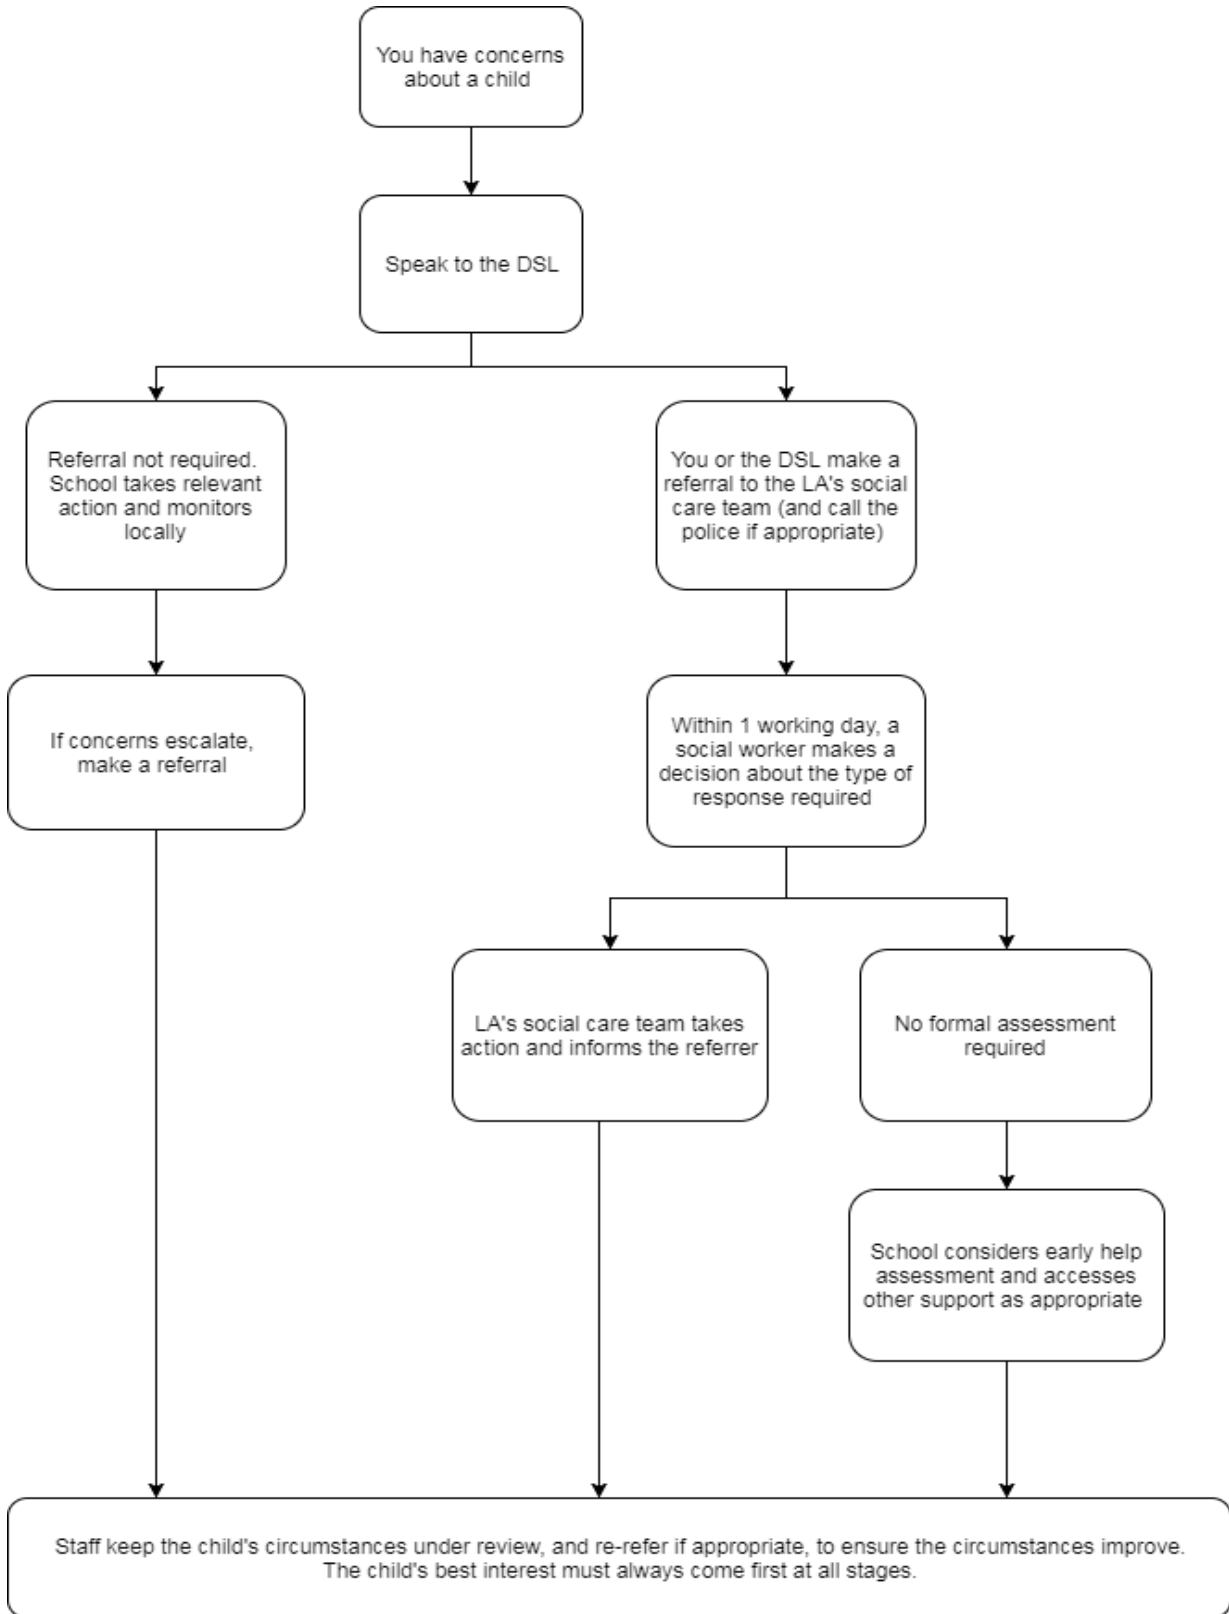 You have concerns
about a child
Speak to the DSL
Referral not required.
School takes relevant
action and monitors
locally
You or the DSL make a
referral to the LA's social
care team (and call the
police if appropriate)
If concerns escalate,
make a referral
Within 1 working day, a
social worker makes a
decision about the type of
response required
LA's social care team takes
action and informs the referrer
No formal assessment
required
School considers early help
assessment and accesses
other support as appropriate
Staff keep the child's circumstances under review, and re-refer if appropriate, to ensure the circumstances improve.
The child's best interest must always come first at all stages.